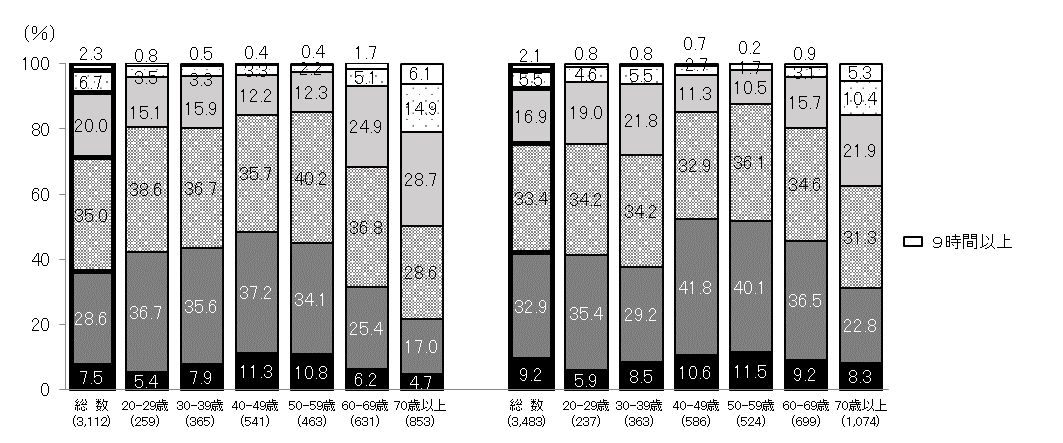 (%)
100
80
60
40
20
0
2.3 0.8 0.5 0.4 0.4 1.7
6.7 3.5 3.3 3.3 2.2 5.1 6.1
20.0 15.1 15.9 12.2 12.3 24.9 14.9
35.0 38.6 36.7 35.7 40.2 36.8 28.7
28.6 36.7 35.6 37.2 34.1 25.4 28.6
7.5 5.4 7.9 11.3 10.8 6.2 17.0
4.7
総 数 20-29歳 30-39歳 40-49歳 50-59歳 60-69歳 70歳以上
(3,112) (259) (365) (541) (463) (631) (853)
2.1 0.8 0.8 0.7 0.2 0.9
5.5 4.6 5.5 2.7 1.7 3.1 5.3
16.9 19.0 21.8 11.3 10.5 15.7 10.4
33.4 34.2 34.2 32.9 36.1 34.6 21.9
32.9 35.4 29.2 41.8 40.1 36.5 31.3
9.2 5.9 8.5 10.6 11.5 9.2 22.8
8.3
総 数 20-29歳 30-39歳 40-49歳 50-59歳 60-69歳 70歳以上
(3,483) (237) (363) (586) (524) (699) (1,074)
９時間以上